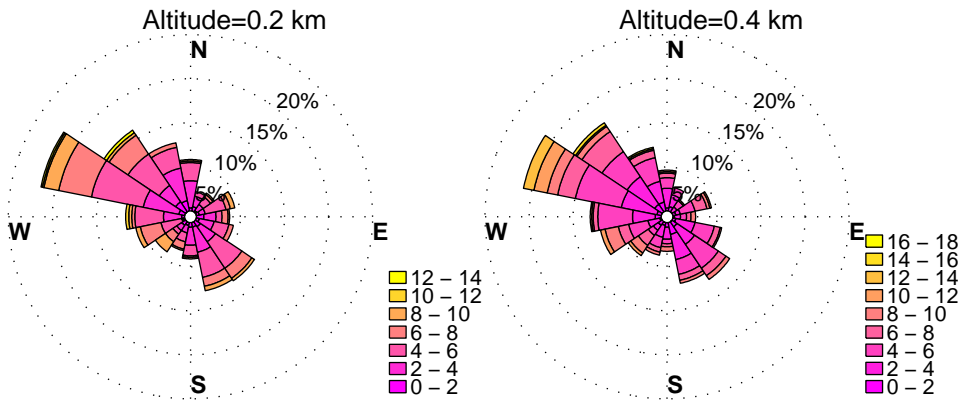 Altitude=0.2 km
N
20%
15%
10%
5%
W
E
S
12 – 14
10 – 12
8 – 10
6 – 8
4 – 6
2 – 4
0 – 2
Altitude=0.4 km
N
20%
15%
10%
5%
W
E
S
16 – 18
14 – 16
12 – 14
10 – 12
8 – 10
6 – 8
4 – 6
2 – 4
0 – 2